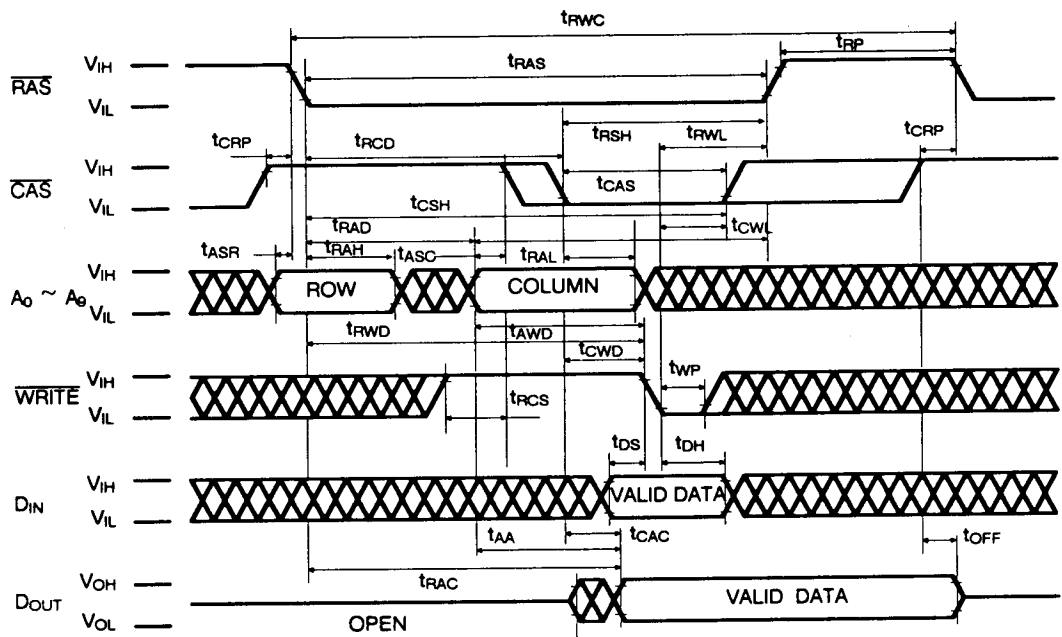 tRWC
tRAS
tRP
RAS
VIH
VIL
tRSH
tRWL
tCRP
tRCD
tCRP
CAS
VIH
VIL
tCAS
tCSH
tCWL
tRAD
tASR
tRAH
tASC
tRAL
A0 ~ A9
VIH
VIL
ROW
COLUMN
tRWD
tAWD
tCWD
WRITE
VIH
VIL
tWP
tRCS
tDS
tDH
DIN
VIH
VIL
VALID DATA
tAA
tCAC
tOFF
tRAC
DOUT
VOH
VOL
OPEN
VALID DATA